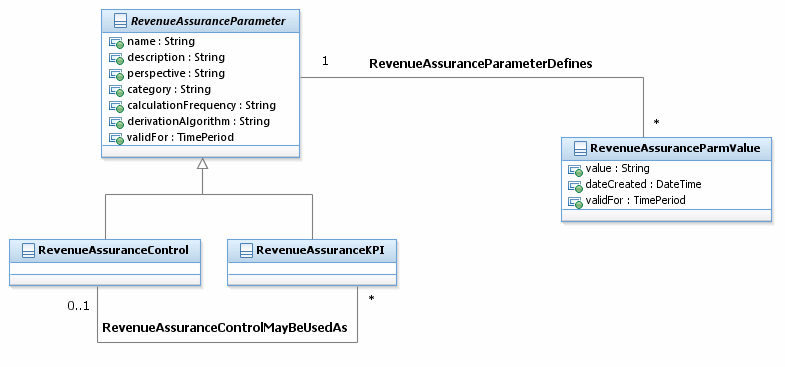 RevenueAssuranceParameter
name : String
description : String
perspective : String
category : String
calculationFrequency : String
derivationAlgorithm : String
validFor : TimePeriod
1
RevenueAssuranceParameterDefines
*
RevenueAssuranceParmValue
value : String
dateCreated : DateTime
validFor : TimePeriod
RevenueAssuranceControl
RevenueAssuranceKPI
0..1
*
RevenueAssuranceControlMayBeUsedAs